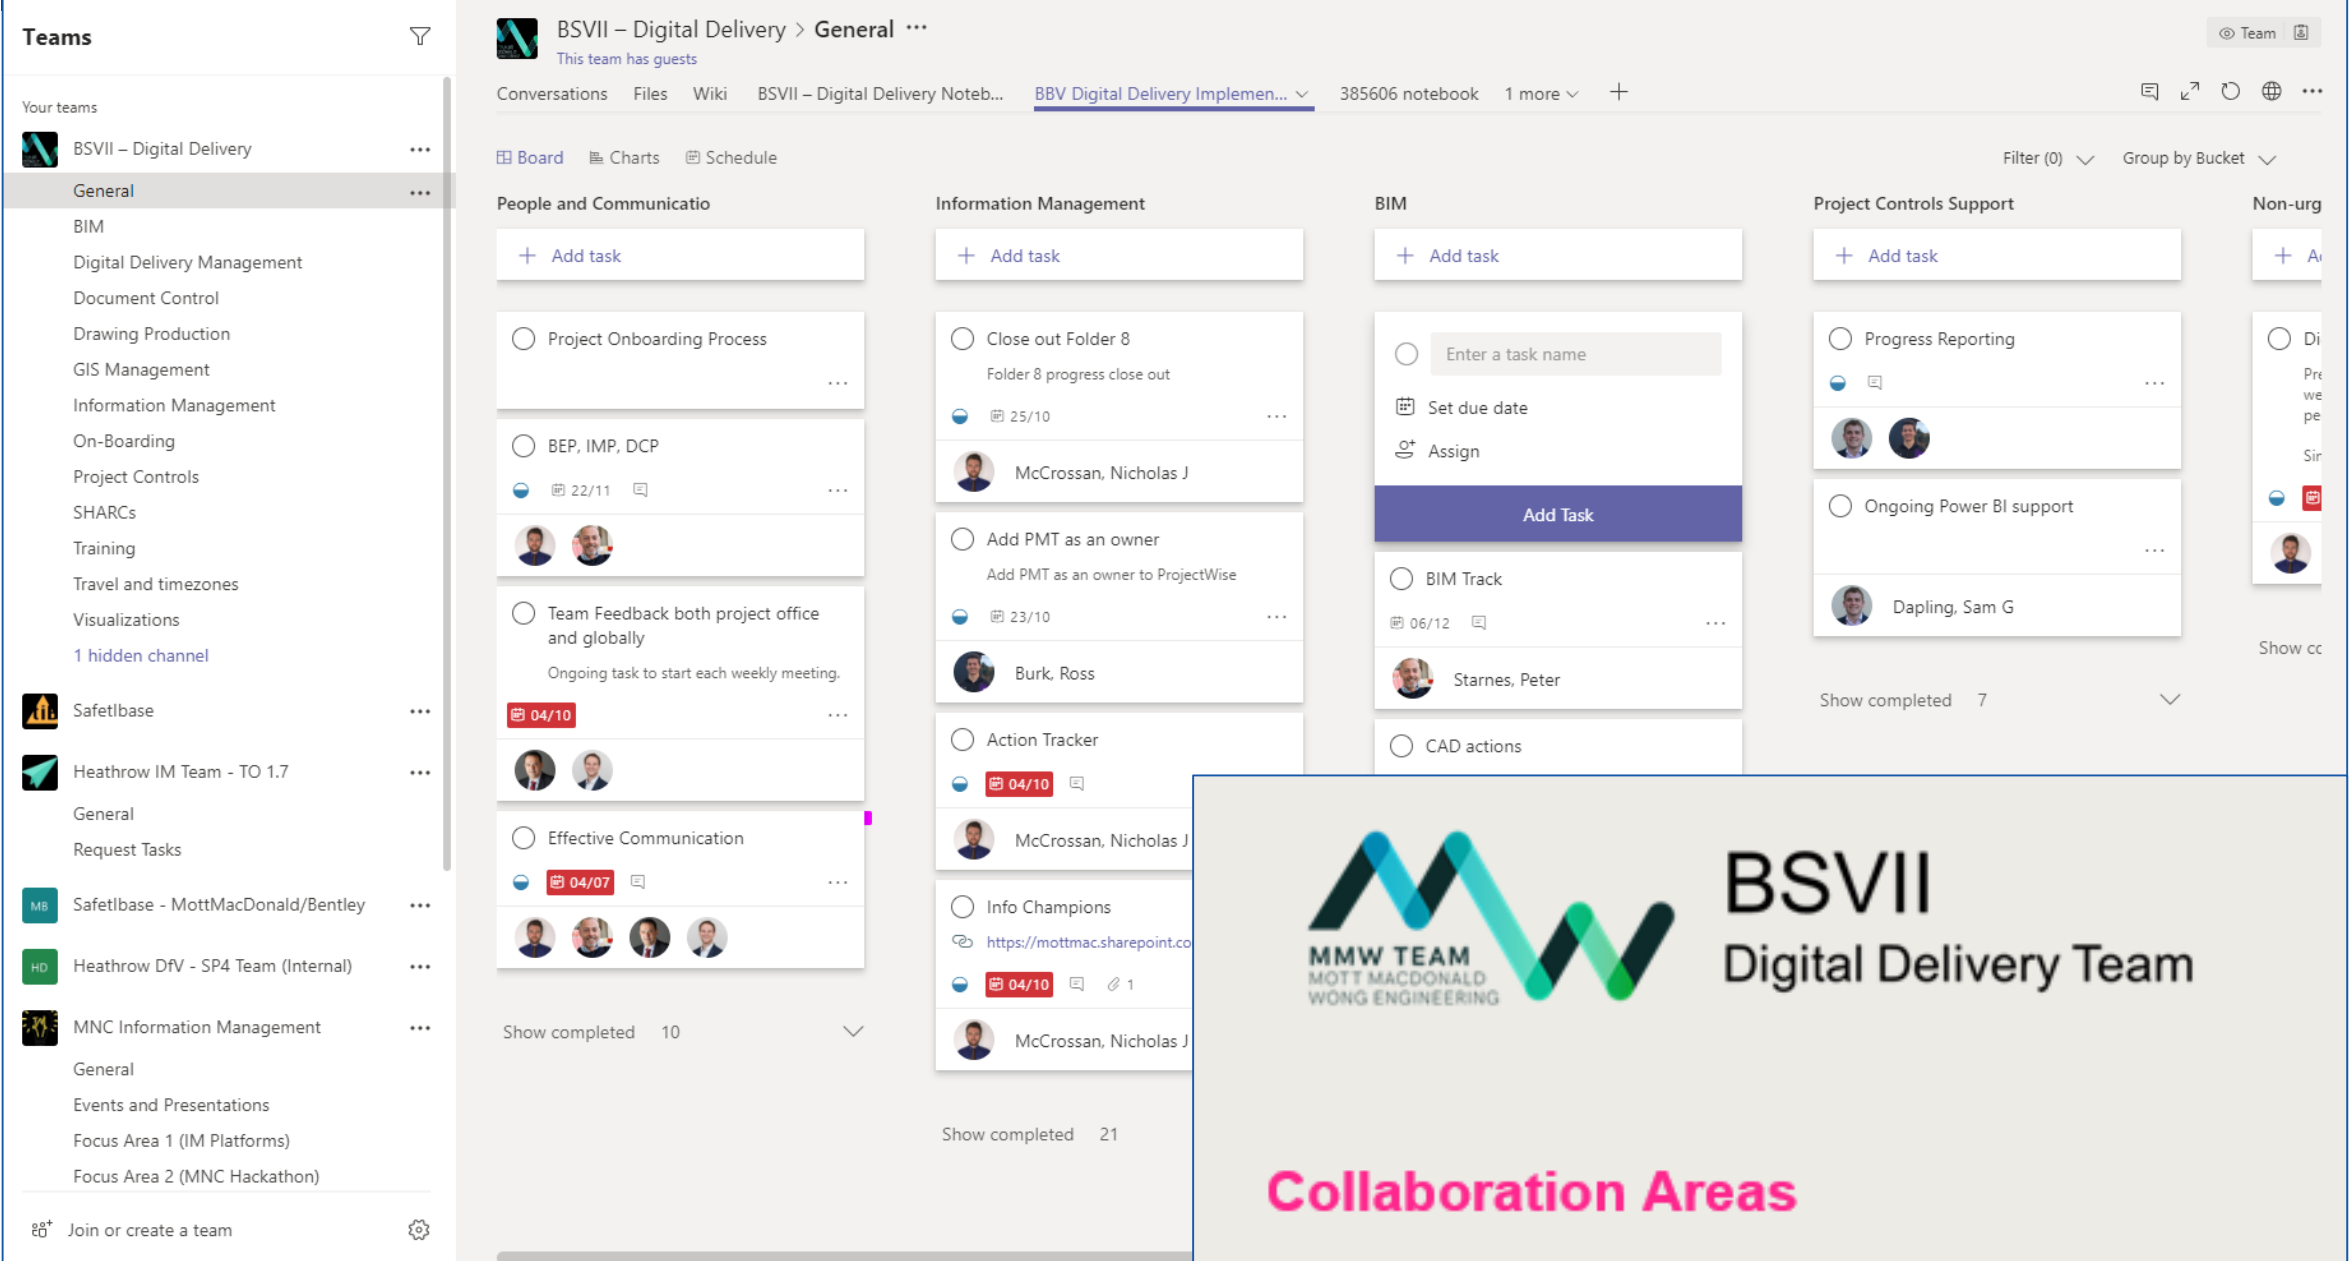 Teams
Your teams
BSVII – Digital Delivery
General
BIM
Digital Delivery Management
Document Control
Drawing Production
GIS Management
Information Management
On-Boarding
Project Controls
SHARCs
Training
Travel and timezones
Visualizations
1 hidden channel
SafetIbase
Heathrow IM Team - TO 1.7
General
Request Tasks
MB
SafetIbase - MottMacDonald/Bentley
HD
Heathrow DfV - SP4 Team (Internal)
MNC Information Management
General
Events and Presentations
Focus Area 1 (IM Platforms)
Focus Area 2 (MNC Hackathon)
Join or create a team
BSVII – Digital Delivery > General ···
This team has guests
Team
Conversations Files Wiki BSVII – Digital Delivery Noteb... BBV Digital Delivery Implemen... 385606 notebook 1 more
Board Charts Schedule
Filter (0) Group by Bucket
People and Communicatio
Add task
Project Onboarding Process
BEP, IMP, DCP
22/11
Team Feedback both project office
and globally
Ongoing task to start each weekly meeting.
04/10
Effective Communication
04/07
Show completed 10
Information Management
Add task
Close out Folder 8
Folder 8 progress close out
25/10
McCrossan, Nicholas J
Add PMT as an owner
Add PMT as an owner to ProjectWise
23/10
Burk, Ross
Action Tracker
04/10
McCrossan, Nicholas J
Info Champions
https://mottmac.sharepoint.co
04/10 1
McCrossan, Nicholas J
Show completed 21
BIM
Add task
Enter a task name
Set due date
Assign
Add Task
BIM Track
06/12
Starnes, Peter
CAD actions
Project Controls Support
Add task
Progress Reporting
Ongoing Power BI support
Dapling, Sam G
Show completed 7
Non-urg
Di
Pre
we
pe
Sir
Show co
MMW TEAM
MOTT MACDONALD
WONG ENGINEERING
BSVII
Digital Delivery Team
Collaboration Areas